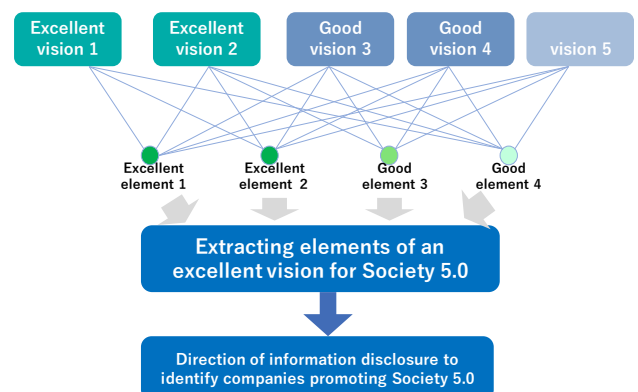 Excellent
vision 1
Excellent
vision 2
Good
vision 3
Good
vision 4
vision 5
Excellent
element 1
Excellent
element 2
Good
element 3
Good
element 4
Extracting elements of an
excellent vision for Society 5.0
Direction of information disclosure to
identify companies promoting Society 5.0